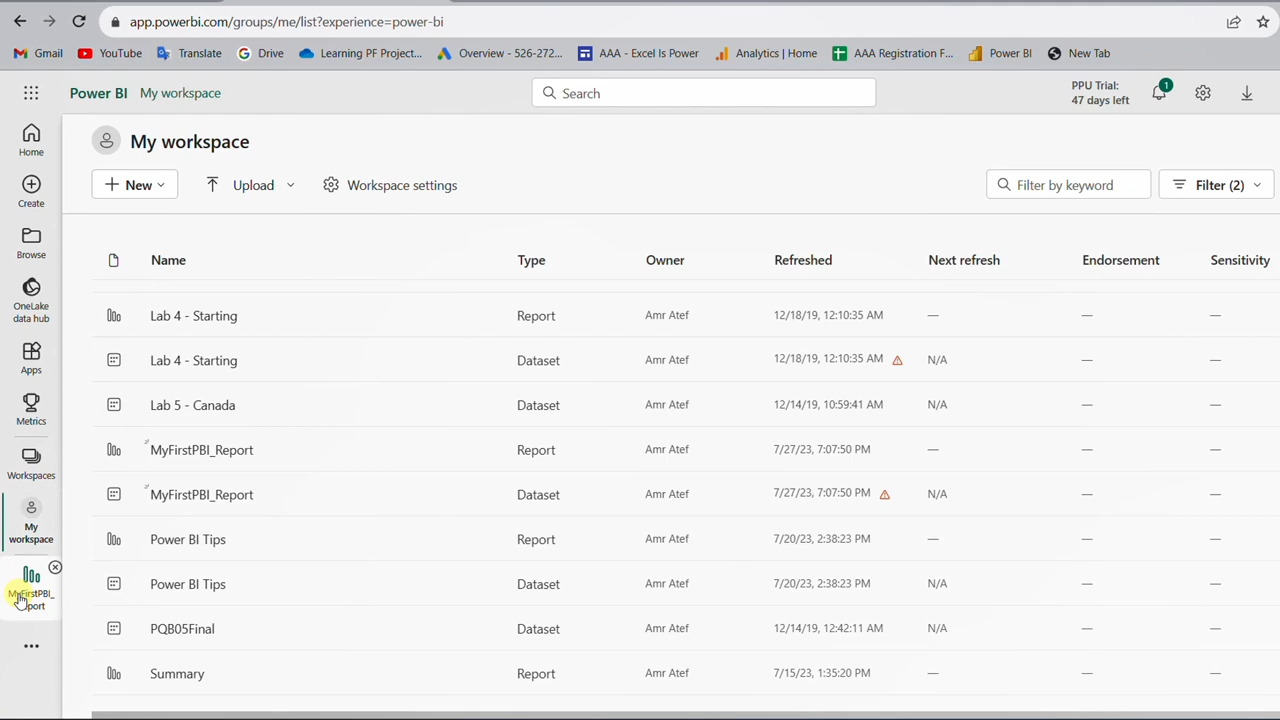 app.powerbi.com/groups/me/list?experience=power-bi
Gmail YouTube Translate Drive Learning PF Project... Overview - 526-272... AAA - Excel Is Power Analytics | Home AAA Registration F... Power BI New Tab
Power BI My workspace Search PPU Trial: 1
47 days left
Home
Create
Browse
OneLake
data hub
Apps
Metrics
Workspaces
My
workspace
My workspace
New Upload Workspace settings Filter by keyword Filter (2)
Name Type Owner Refreshed Next refresh Endorsement Sensitivity
Lab 4 - Starting Report Amr Atef 12/18/19, 12:10:35 AM — — —
Lab 4 - Starting Dataset Amr Atef 12/18/19, 12:10:35 AM N/A — —
Lab 5 - Canada Dataset Amr Atef 12/14/19, 10:59:41 AM N/A — —
MyFirstPBI_Report Report Amr Atef 7/27/23, 7:07:50 PM — — —
MyFirstPBI_Report Dataset Amr Atef 7/27/23, 7:07:50 PM N/A — —
Power BI Tips Report Amr Atef 7/20/23, 2:38:23 PM — — —
Power BI Tips Dataset Amr Atef 7/20/23, 2:38:23 PM N/A — —
PQB05Final Dataset Amr Atef 12/14/19, 12:42:11 AM N/A — —
Summary Report Amr Atef 7/15/23, 1:35:20 PM — — —